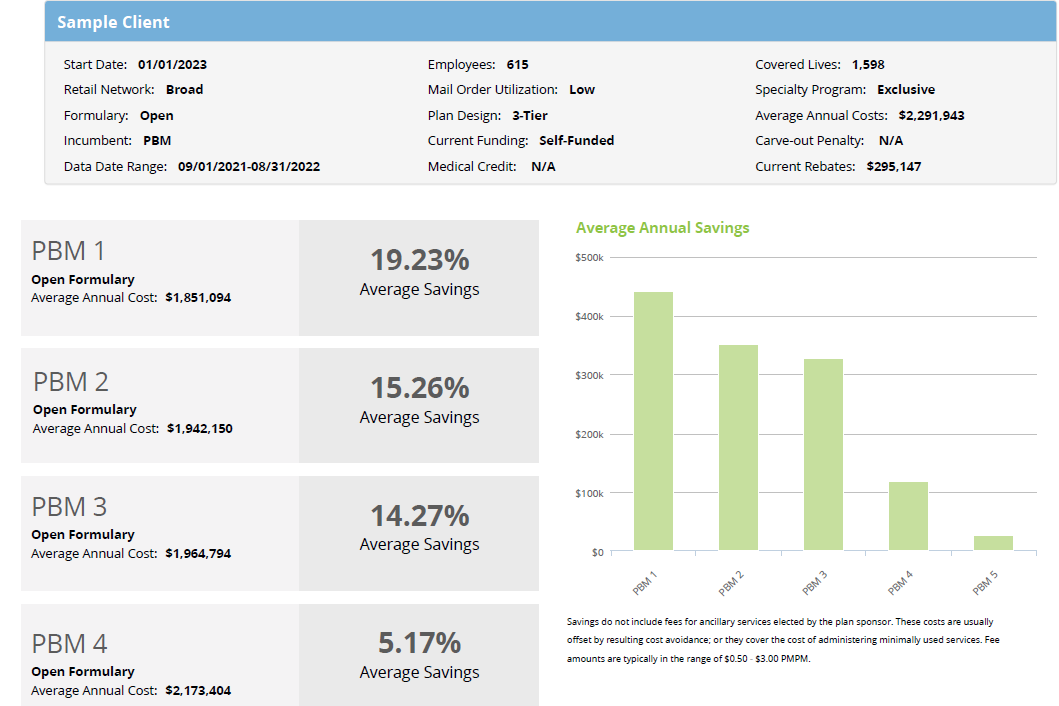 Sample Client
Start Date: 01/01/2023
Employees: 615
Covered Lives: 1,598
Retail Network: Broad
Mail Order Utilization: Low
Specialty Program: Exclusive
Formulary: Open
Plan Design: 3-Tier
Average Annual Costs: $2,291,943
Incumbent: PBM
Current Funding: Self-Funded
Carve-out Penalty: N/A
Data Date Range: 09/01/2021-08/31/2022
Medical Credit: N/A
Current Rebates: $295,147
PBM 1
Open Formulary
Average Annual Cost: $1,851,094
19.23%
Average Savings
PBM 2
Open Formulary
Average Annual Cost: $1,942,150
15.26%
Average Savings
PBM 3
Open Formulary
Average Annual Cost: $1,964,794
14.27%
Average Savings
PBM 4
Open Formulary
Average Annual Cost: $2,173,404
5.17%
Average Savings
Average Annual Savings
$500k
$400k
$300k
$200k
$100k
$0
PBM 1
PBM 2
PBM 3
PBM 4
PBM 5
Savings do not include fees for ancillary services elected by the plan sponsor. These costs are usually
offset by resulting cost avoidance; or they cover the cost of administering minimally used services. Fee
amounts are typically in the range of $0.50 - $3.00 PMPM.